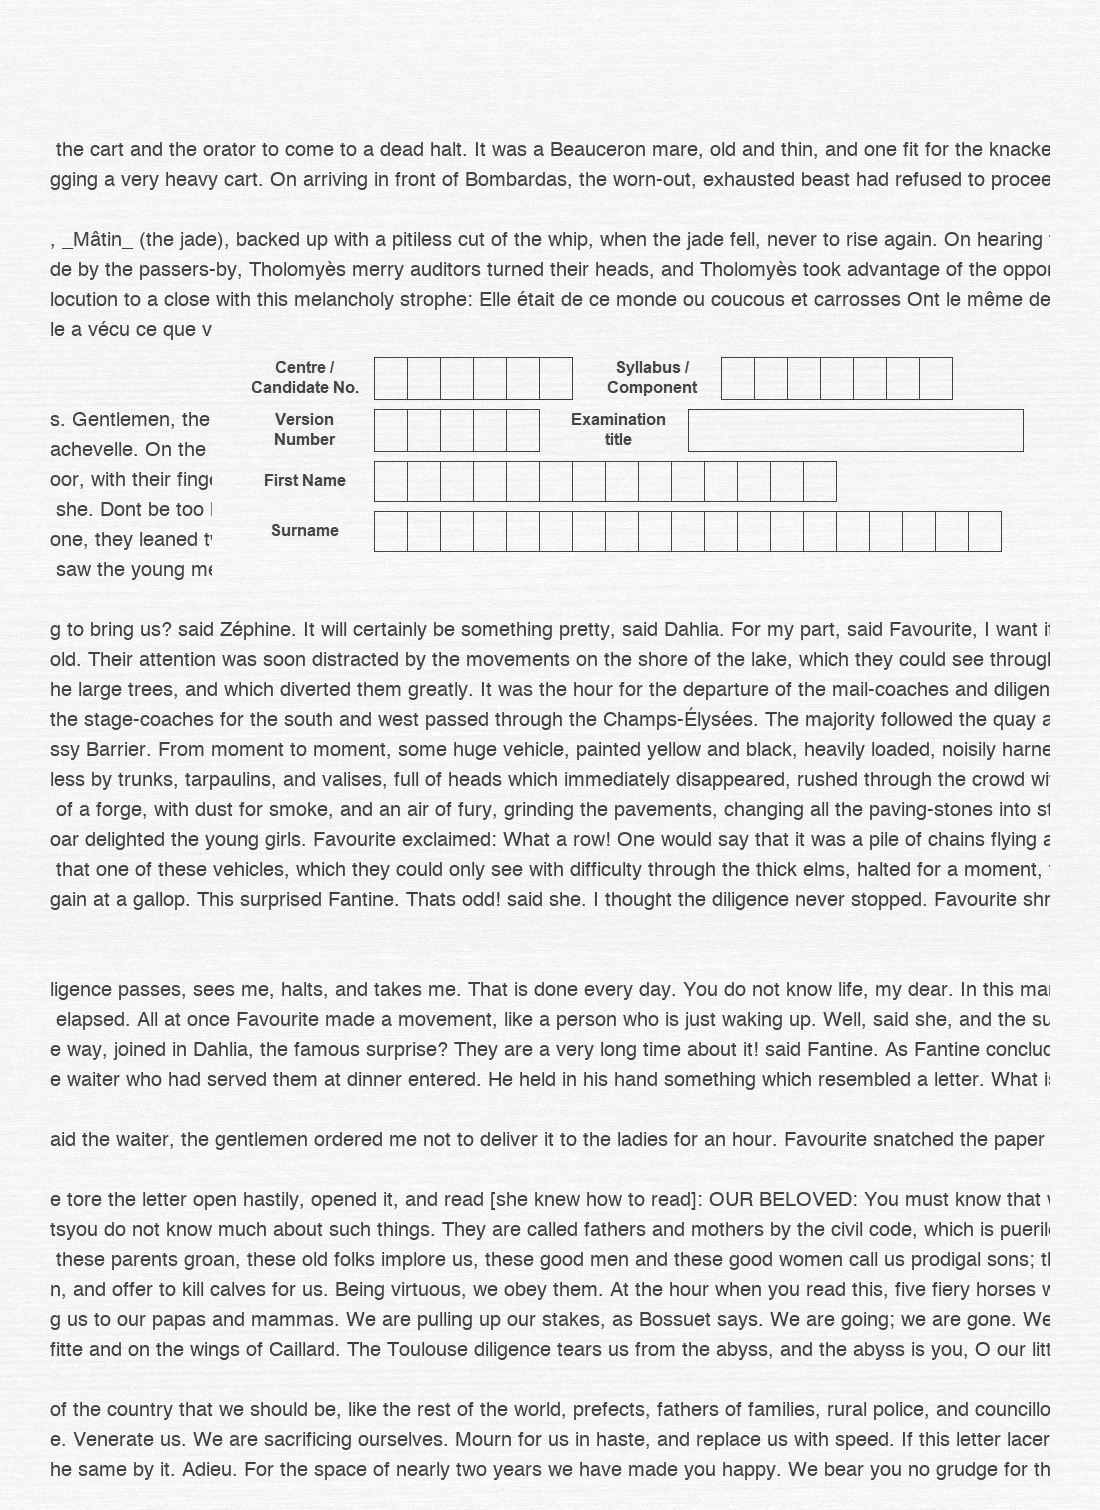 the cart and the orator to come to a dead halt. It was a Beauceron mare, old and thin, and one fit for the knacke
gging a very heavy cart. On arriving in front of Bombardas, the worn-out, exhausted beast had refused to procee
, _Mâtin_ (the jade), backed up with a pitiless cut of the whip, when the jade fell, never to rise again. On hearing
de by the passers-by, Tholomyès merry auditors turned their heads, and Tholomyès took advantage of the oppor
locution to a close with this melancholy strophe: Elle était de ce monde ou coucous et carrosses Ont le même de
le a vécu ce que v
Centre / Candidate No.
Syllabus / Component
Version Number
Examination title
First Name
Surname
s. Gentlemen, the
achevelle. On the
oor, with their finge
she. Dont be too
one, they leaned tw
saw the young me
g to bring us? said Zéphine. It will certainly be something pretty, said Dahlia. For my part, said Favourite, I want it
old. Their attention was soon distracted by the movements on the shore of the lake, which they could see through
he large trees, and which diverted them greatly. It was the hour for the departure of the mail-coaches and diligen
the stage-coaches for the south and west passed through the Champs-Élysées. The majority followed the quay a
ssy Barrier. From moment to moment, some huge vehicle, painted yellow and black, heavily loaded, noisily harne
less by trunks, tarpaulins, and valises, full of heads which immediately disappeared, rushed through the crowd wit
of a forge, with dust for smoke, and an air of fury, grinding the pavements, changing all the paving-stones into st
oar delighted the young girls. Favourite exclaimed: What a row! One would say that it was a pile of chains flying a
that one of these vehicles, which they could only see with difficulty through the thick elms, halted for a moment,
gain at a gallop. This surprised Fantine. Thats odd! said she. I thought the diligence never stopped. Favourite shr
ligence passes, sees me, halts, and takes me. That is done every day. You do not know life, my dear. In this man
elapsed. All at once Favourite made a movement, like a person who is just waking up. Well, said she, and the su
e way, joined in Dahlia, the famous surprise? They are a very long time about it! said Fantine. As Fantine conclud
e waiter who had served them at dinner entered. He held in his hand something which resembled a letter. What is
aid the waiter, the gentlemen ordered me not to deliver it to the ladies for an hour. Favourite snatched the paper
e tore the letter open hastily, opened it, and read [she knew how to read]: OUR BELOVED: You must know that w
tsyou do not know much about such things. They are called fathers and mothers by the civil code, which is puerile
these parents groan, these old folks implore us, these good men and these good women call us prodigal sons; th
n, and offer to kill calves for us. Being virtuous, we obey them. At the hour when you read this, five fiery horses w
g us to our papas and mammas. We are pulling up our stakes, as Bossuet says. We are going; we are gone. We
fitte and on the wings of Caillard. The Toulouse diligence tears us from the abyss, and the abyss is you, O our litt
of the country that we should be, like the rest of the world, prefects, fathers of families, rural police, and councillo
e. Venerate us. We are sacrificing ourselves. Mourn for us in haste, and replace us with speed. If this letter lacer
he same by it. Adieu. For the space of nearly two years we have made you happy. We bear you no grudge for th